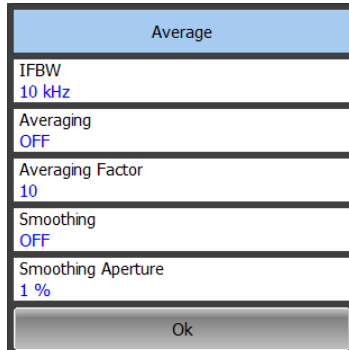 Average
IFBW
10 kHz
Averaging
OFF
Averaging Factor
10
Smoothing
OFF
Smoothing Aperture
1 %
Ok